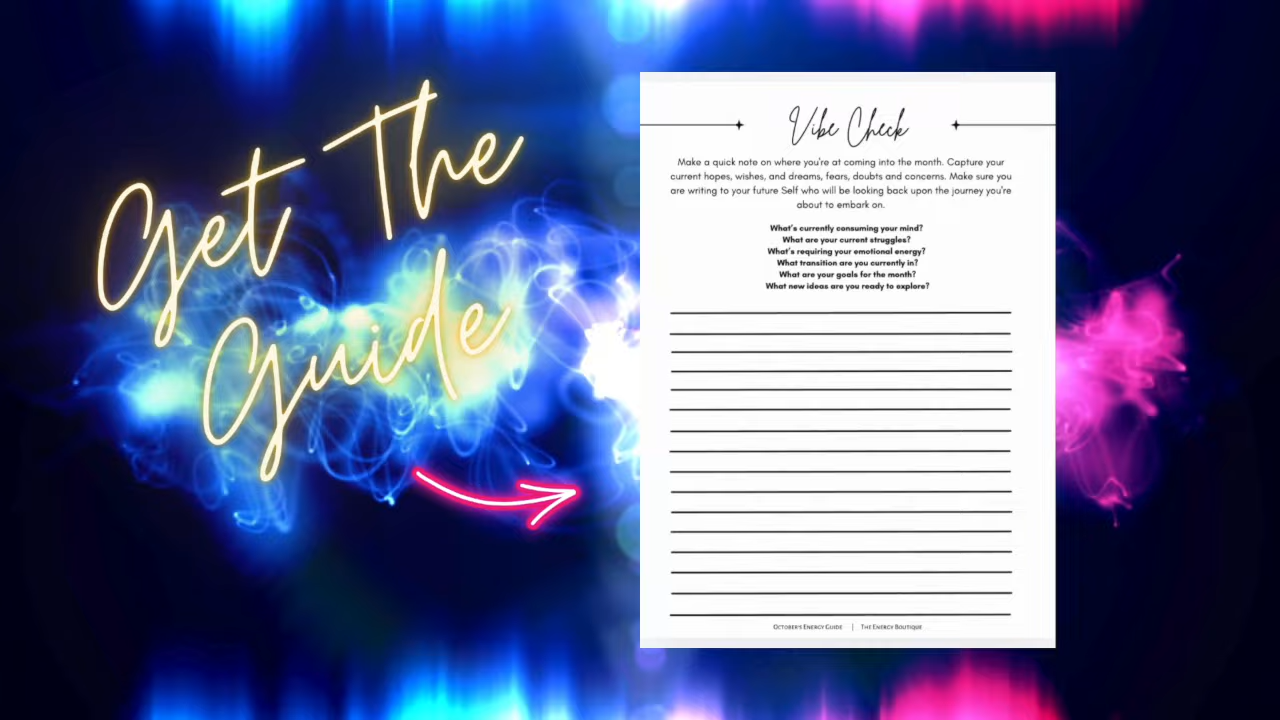 Get The
Guide
Vibe Check
Make a quick note on where you're at coming into the month. Capture your
current hopes, wishes, and dreams, fears, doubts and concerns. Make sure you
are writing to your future Self who will be looking back upon the journey you're
about to embark on.
What's currently consuming your mind?
What are your current struggles?
What's requiring your emotional energy?
What transition are you currently in?
What are your goals for the month?
What new ideas are you ready to explore?
October's Energy Guide | The Energy Boutique